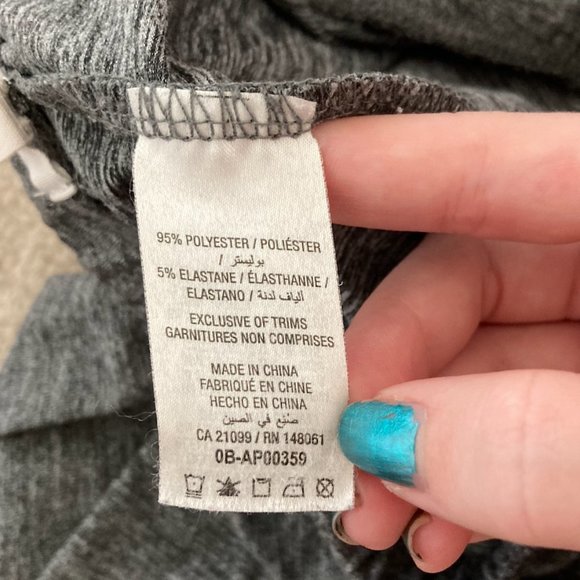 95% POLYESTER / POLIÉSTER
/ بوليستر
5% ELASTANE / ÉLASTHANNE /
ELASTANO / الياف لدنة
EXCLUSIVE OF TRIMS
GARNITURES NON COMPRISES
MADE IN CHINA
FABRIQUÉ EN CHINE
HECHO EN CHINA
صنع في الصين
CA 21099 / RN 148061
0B-AP00359